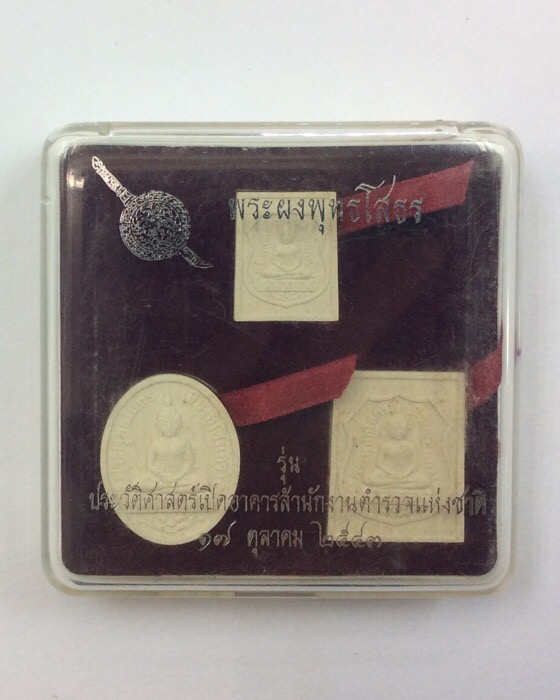 พระผงพุทธโสธร
รุ่น
ประวัติศาสตร์เปิดอาคารสำนักงานตำรวจแห่งชาติ
๑๗ ตุลาคม ๒๕๔๓